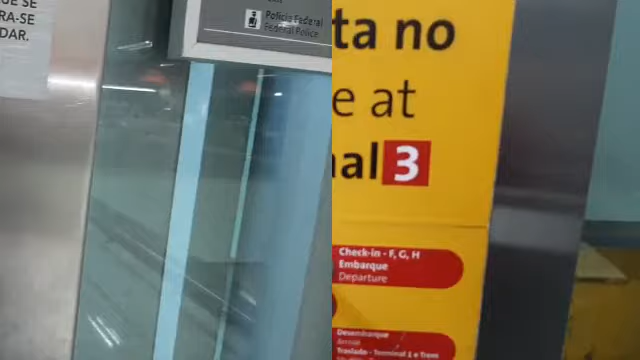 UE SE
RA-SE
DAR.
Polícia Federal
Federal Police
ta no
e at
nal 3
Check-in - F, G, H
Embarque
Departure
Desembarque
Arrival
Traslado - Terminal 1 e Trem